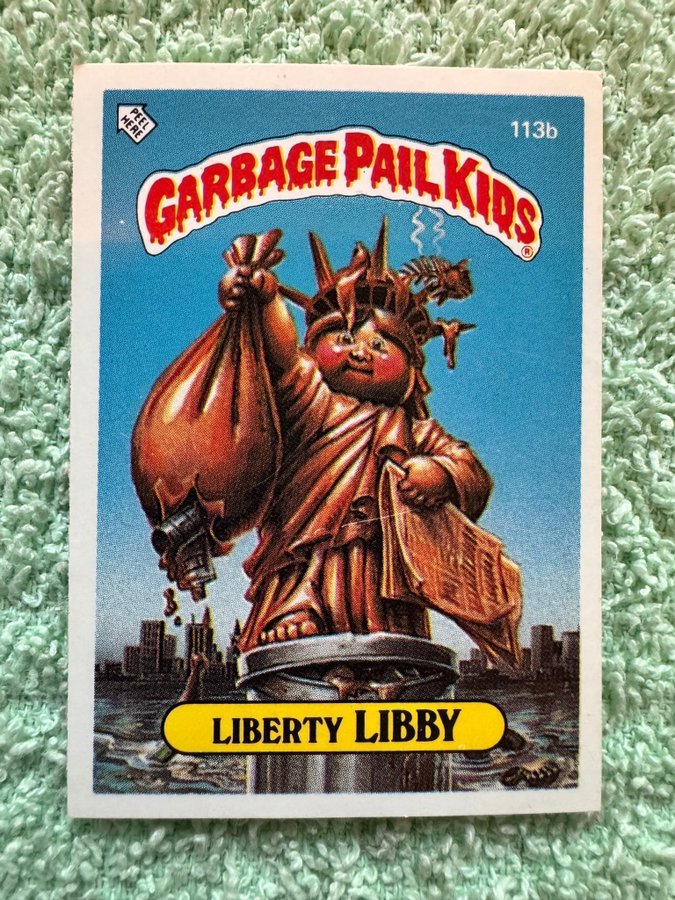 PEEL
HERE
113b
GARBAGE PAIL KIDS
®
LIBERTY LIBBY